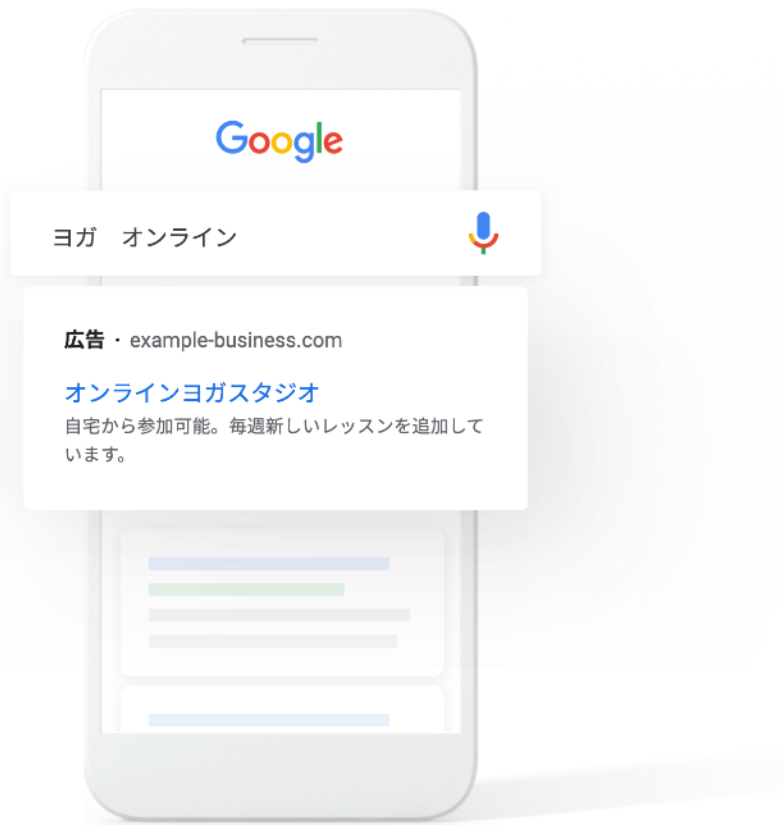 Google
ヨガ　オンライン
広告 · example-business.com
オンラインヨガスタジオ
自宅から参加可能。毎週新しいレッスンを追加して
います。